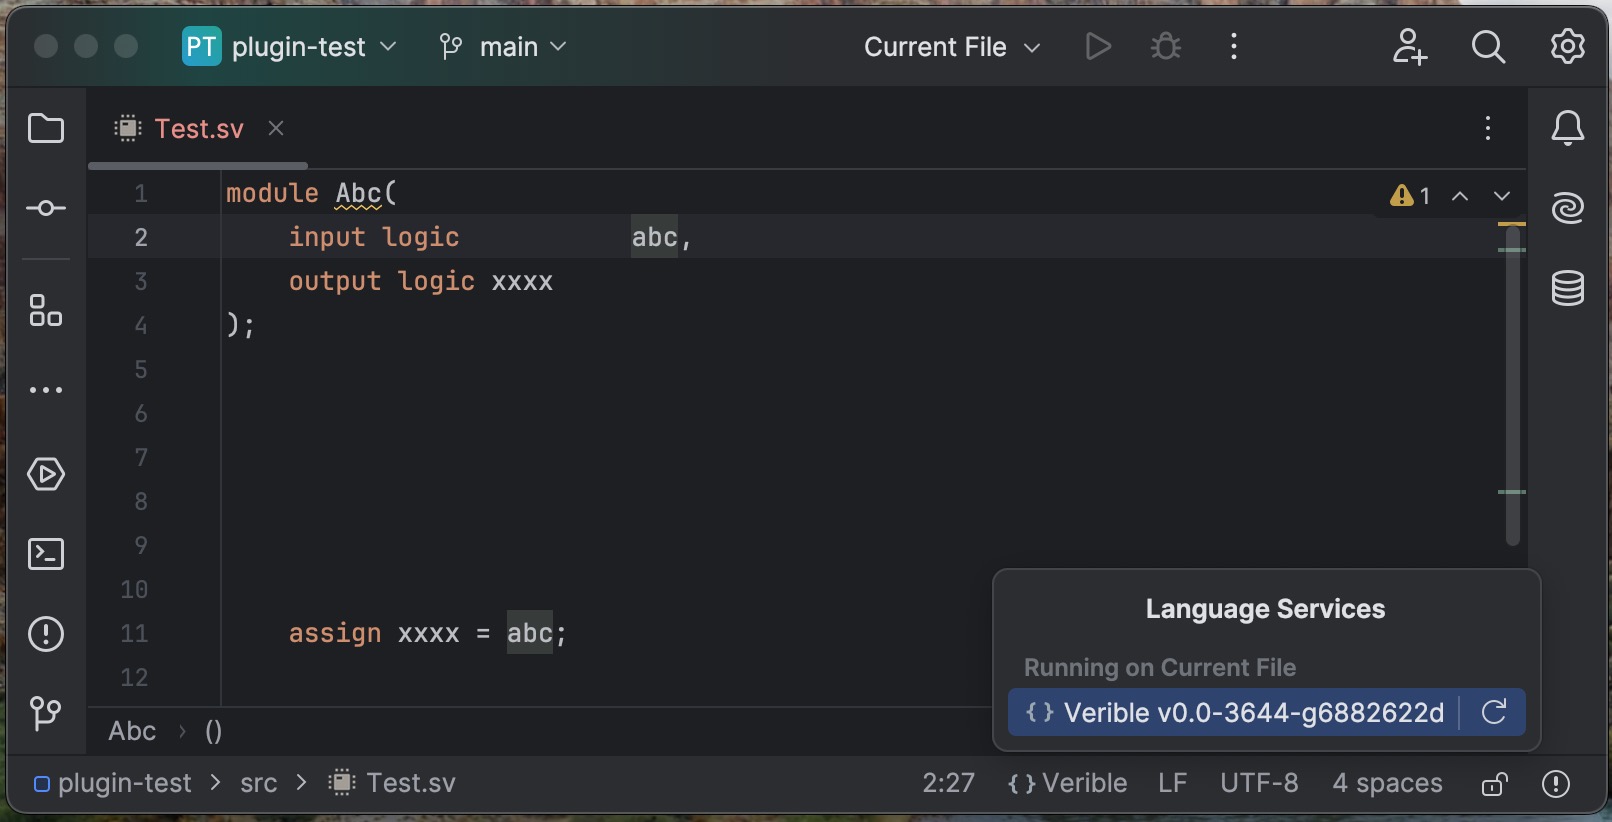 PT plugin-test main Current File
Test.sv
1 module Abc( 1
2     input logic           abc,
3     output logic xxxx
4 );
5
6
7
8
9
10
11     assign xxxx = abc;
12
Language Services
Running on Current File
{ } Verible v0.0-3644-g6882622d
Abc › ()
plugin-test > src > Test.sv 2:27 { } Verible LF UTF-8 4 spaces